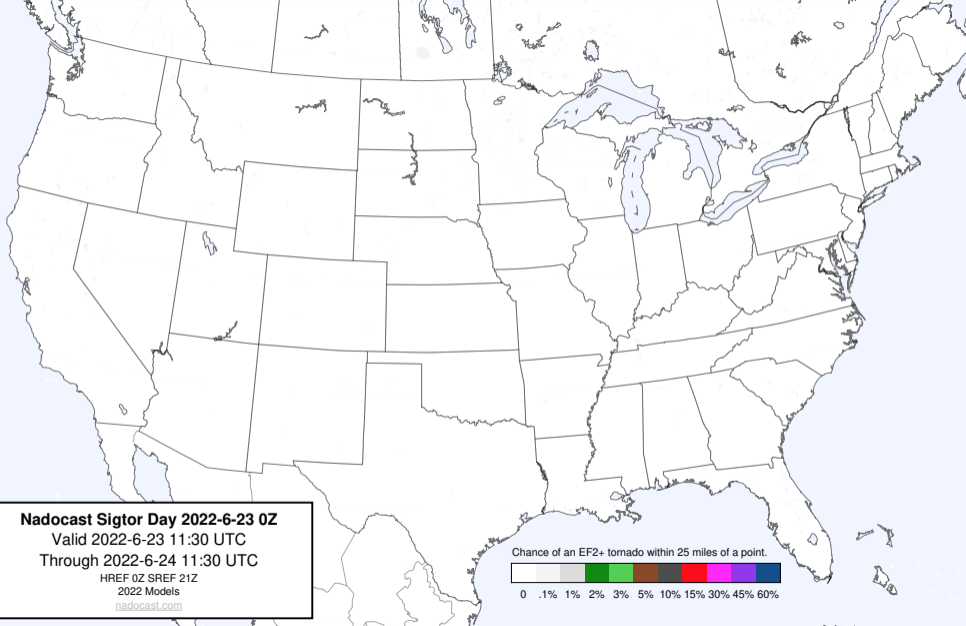 Nadocast Sigtor Day 2022-6-23 0Z
Valid 2022-6-23 11:30 UTC
Through 2022-6-24 11:30 UTC
HREF 0Z SREF 21Z
2022 Models
nadocast.com
Chance of an EF2+ tornado within 25 miles of a point.
0 .1% 1% 2% 3% 5% 10% 15% 30% 45% 60%